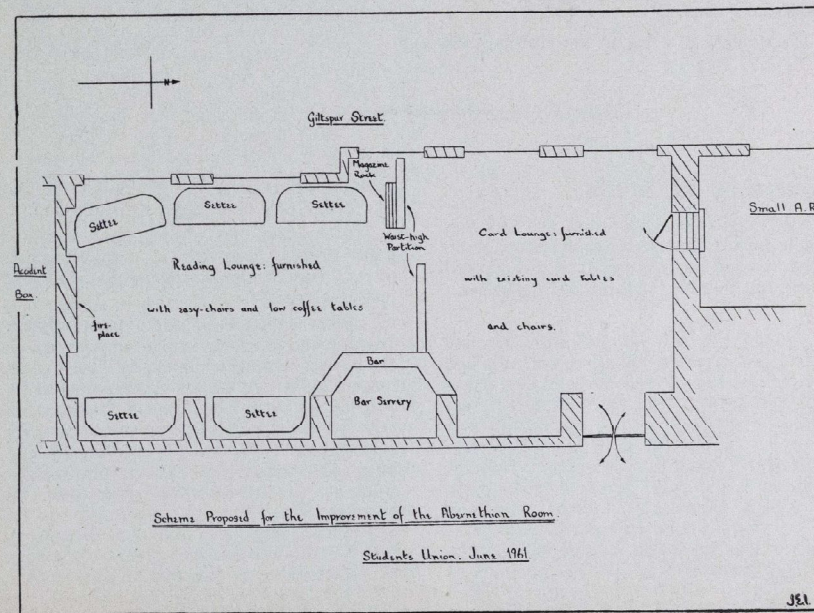 N
Giltspur Street.
Magazine
Rack
Settee
Settee
Settee
Waist-high
Partition
Small A.R
Card Lounge: furnished
with existing card tables
and chairs.
Reading Lounge: furnished
with easy-chairs and low coffee tables
Accident
Box.
fire-
place
Bar
Bar Servery
Settee
Settee
Scheme Proposed for the Improvement of the Abernethian Room.
Students Union. June 1961
J.E.I.